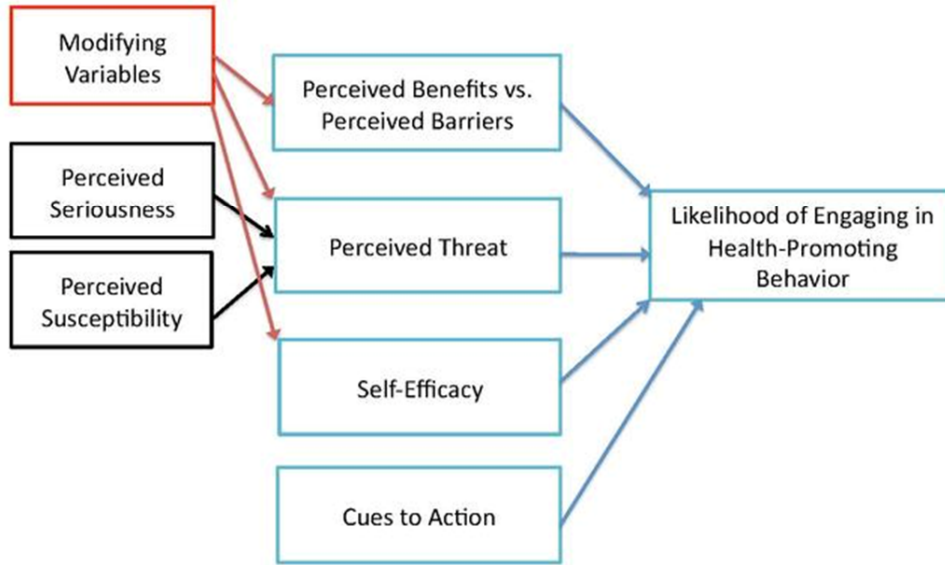 Modifying
Variables
Perceived Benefits vs.
Perceived Barriers
Perceived
Seriousness
Likelihood of Engaging in
Health-Promoting
Behavior
Perceived Threat
Perceived
Susceptibility
Self-Efficacy
Cues to Action